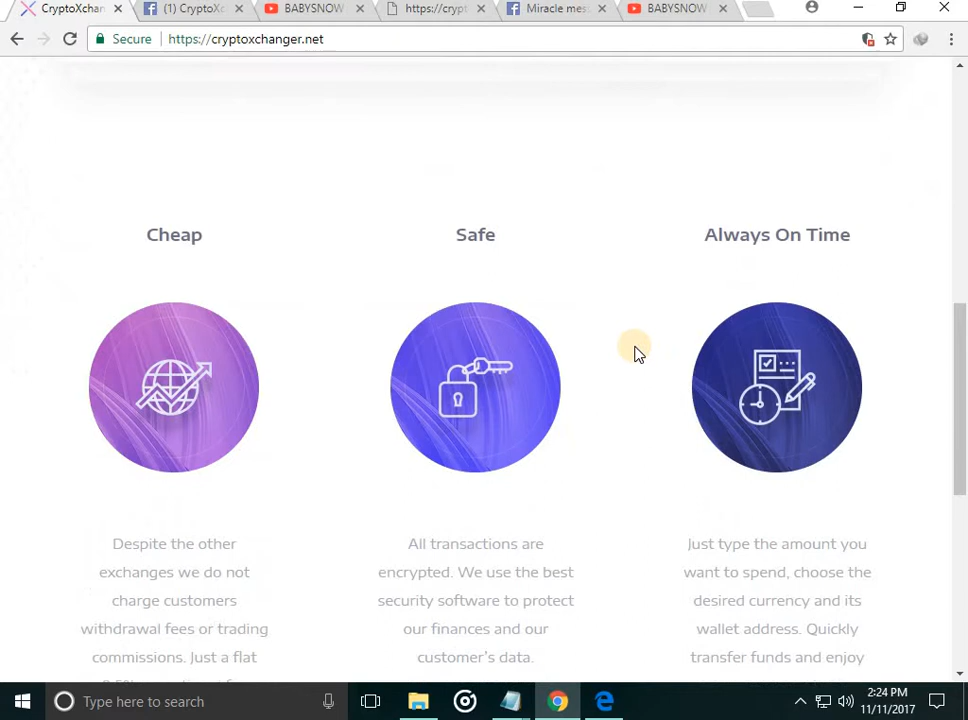 CryptoXchan
(1) CryptoXc
BABYSNOW
https://crypt
Miracle mes
BABYSNOW
Secure
https://cryptoxchanger.net
Cheap
Safe
Always On Time
Despite the other
exchanges we do not
charge customers
withdrawal fees or trading
commissions. Just a flat
All transactions are
encrypted. We use the best
security software to protect
our finances and our
customer's data.
Just type the amount you
want to spend, choose the
desired currency and its
wallet address. Quickly
transfer funds and enjoy
Type here to search
2:24 PM
11/11/2017